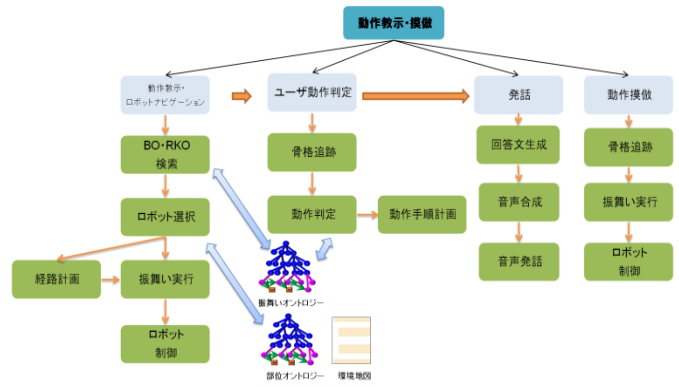 動作教示・摸倣
動作教示・
ロボットナビゲーション
ユーザ動作判定
発話
動作摸倣
BO・RKO
検索
骨格追跡
回答文生成
骨格追跡
ロボット選択
動作判定
動作手順計画
音声合成
振舞い実行
経路計画
振舞い実行
音声発話
ロボット
制御
振舞いオントロジー
ロボット
制御
部位オントロジー
環境地図